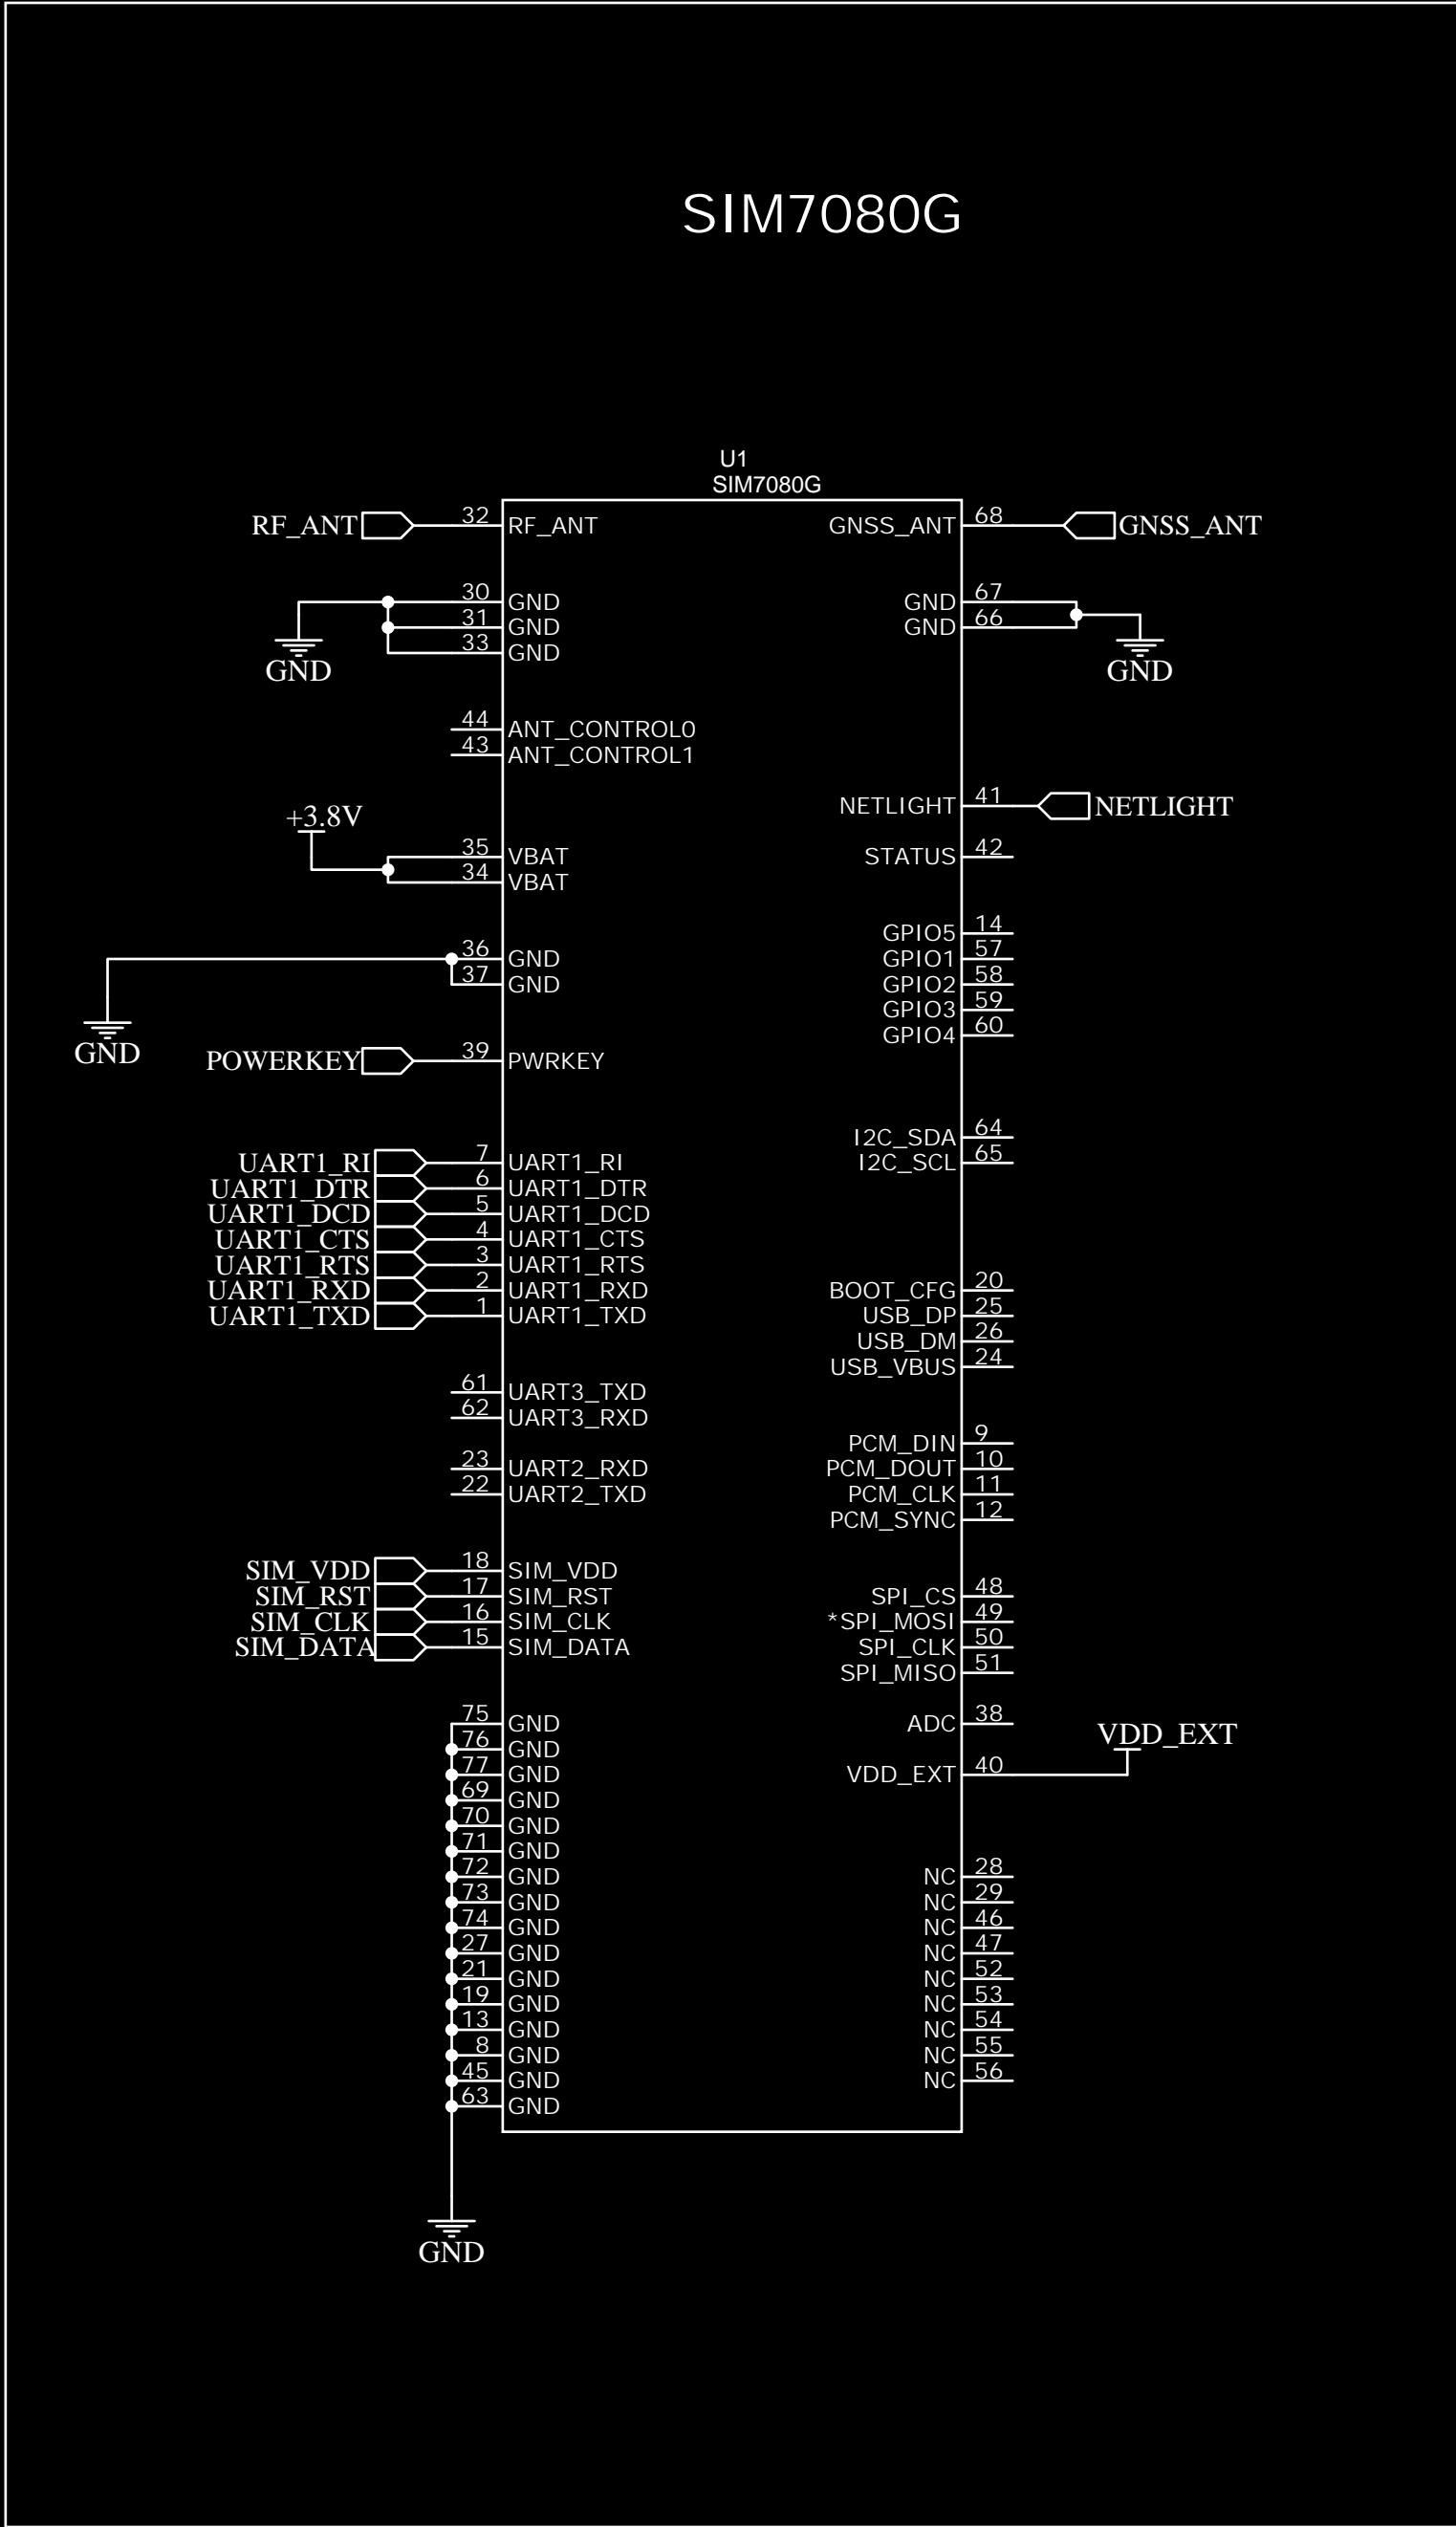 SIM7080G
U1
SIM7080G
RF_ANT 32 RF_ANT GNSS_ANT 68 GNSS_ANT
30 GND GND 67
31 GND GND 66
33 GND
GND GND
44 ANT_CONTROL0
43 ANT_CONTROL1
+3.8V NETLIGHT 41 NETLIGHT
35 VBAT STATUS 42
34 VBAT
GPIO5 14
36 GND GPIO1 57
37 GND GPIO2 58
GPIO3 59
GPIO4 60
GND
POWERKEY 39 PWRKEY
I2C_SDA 64
UART1_RI 7 UART1_RI I2C_SCL 65
UART1_DTR 6 UART1_DTR
UART1_DCD 5 UART1_DCD
UART1_CTS 4 UART1_CTS
UART1_RTS 3 UART1_RTS
UART1_RXD 2 UART1_RXD BOOT_CFG 20
UART1_TXD 1 UART1_TXD USB_DP 25
USB_DM 26
USB_VBUS 24
61 UART3_TXD
62 UART3_RXD
PCM_DIN 9
23 UART2_RXD PCM_DOUT 10
22 UART2_TXD PCM_CLK 11
PCM_SYNC 12
SIM_VDD 18 SIM_VDD
SIM_RST 17 SIM_RST SPI_CS 48
SIM_CLK 16 SIM_CLK *SPI_MOSI 49
SIM_DATA 15 SIM_DATA SPI_CLK 50
SPI_MISO 51
75 GND ADC 38
76 GND VDD_EXT
77 GND VDD_EXT 40
69 GND
70 GND
71 GND
72 GND NC 28
73 GND NC 29
74 GND NC 46
27 GND NC 47
21 GND NC 52
19 GND NC 53
13 GND NC 54
8 GND NC 55
45 GND NC 56
63 GND
GND